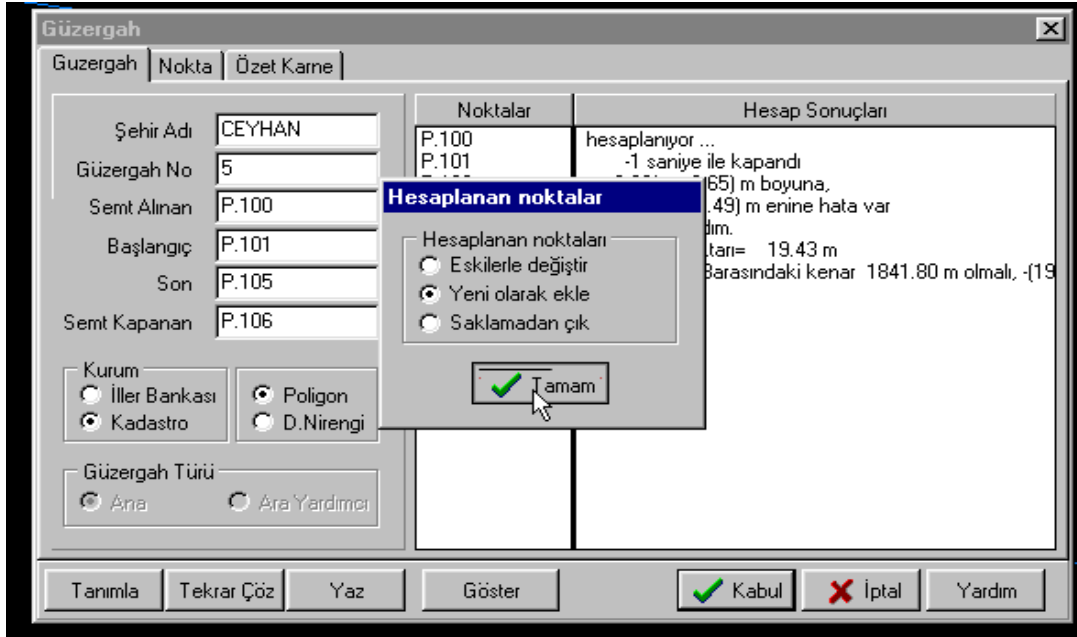 Güzergah
Guzergah Nokta Özet Karne
Şehir Adı CEYHAN
Güzergah No 5
Semt Alınan P.100
Başlangıç P.101
Son P.105
Semt Kapanan P.106
Kurum
İller Bankası
Kadastro
Poligon
D.Nirengi
Güzergah Türü
Ana Ara Yardımcı
Noktalar
P.100
P.101
Hesap Sonuçları
hesaplanıyor ...
-1 saniye ile kapandı
65) m boyuna,
.49) m enine hata var
19.43 m
arasındaki kenar 1841.80 m olmalı, -(19
Hesaplanan noktalar
Hesaplanan noktaları
Eskilerle değiştir
Yeni olarak ekle
Saklamadan çık
Tamam
Tanımla Tekrar Çöz Yaz Göster Kabul İptal Yardım